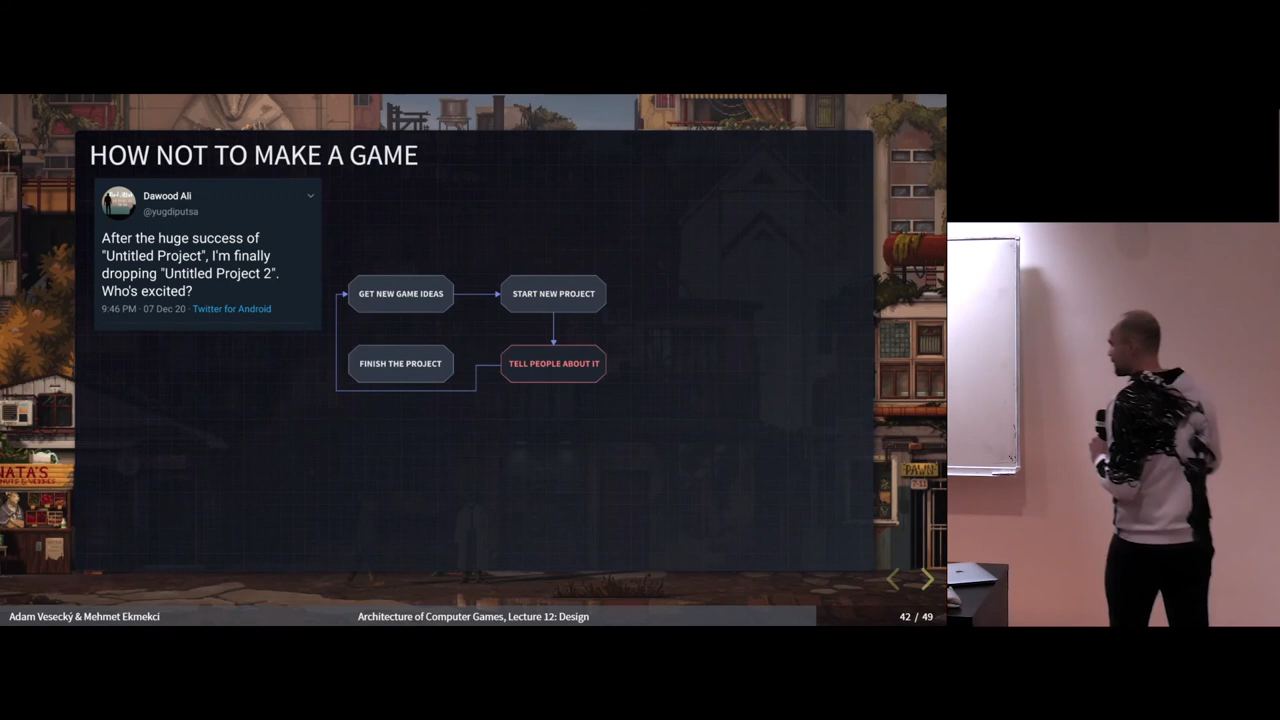 HOW NOT TO MAKE A GAME
Dawood Ali
@yugdiputsa
After the huge success of
"Untitled Project", I'm finally
dropping "Untitled Project 2".
Who's excited?
9:46 PM · 07 Dec 20 · Twitter for Android
GET NEW GAME IDEAS
START NEW PROJECT
FINISH THE PROJECT
TELL PEOPLE ABOUT IT
NATA'S
PAWN
Adam Vesecký & Mehmet Ekmekci
Architecture of Computer Games, Lecture 12: Design
42 / 49